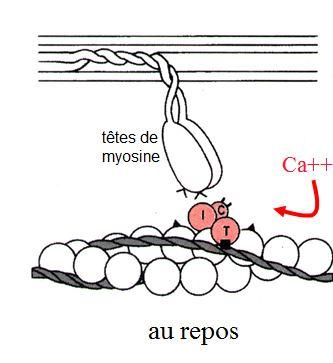 têtes de
myosine
Ca++
I C
T
au repos